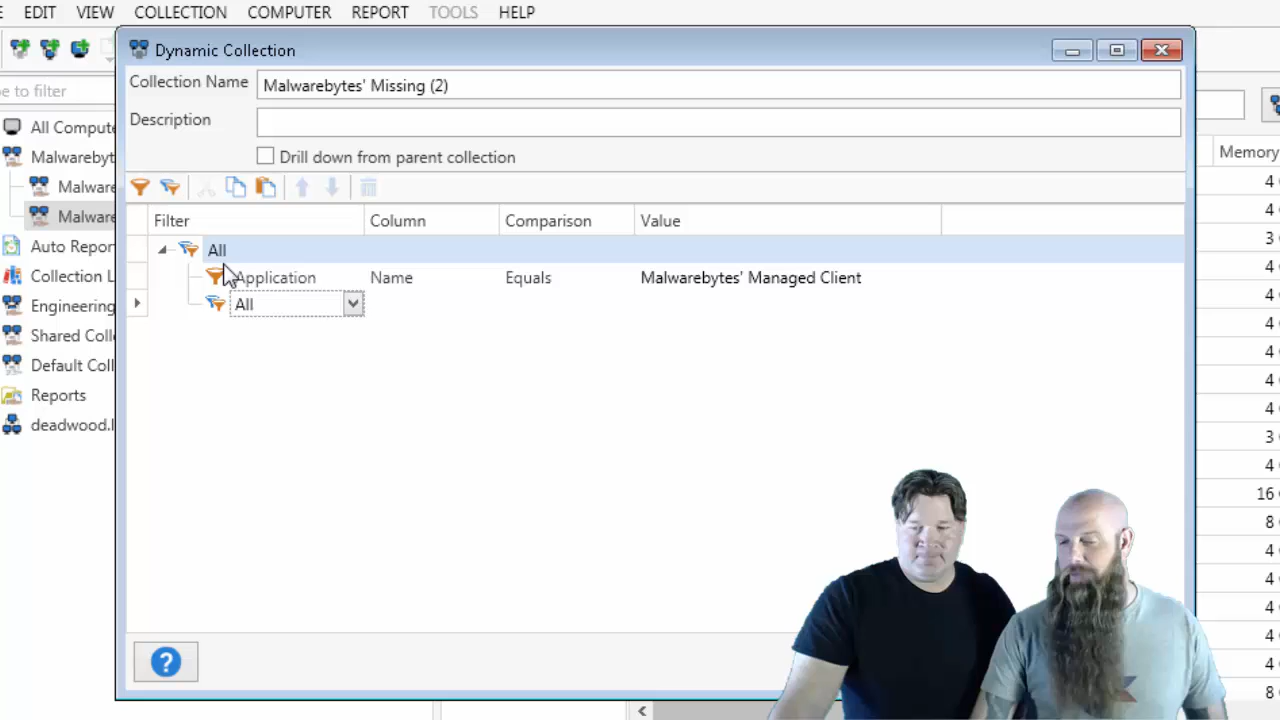 EDIT VIEW COLLECTION COMPUTER REPORT TOOLS HELP
Dynamic Collection
Collection Name Malwarebytes' Missing (2)
Description
Drill down from parent collection
e to filter
Filter Column Comparison Value
All
Application Name Equals Malwarebytes' Managed Client
All
All Compute
Malwarebyt
Malware
Malware
Auto Repor
Collection L
Engineering
Shared Coll
Default Coll
Reports
deadwood.l
Memory
4
4
3
4
4
4
4
4
4
3
4
16
8
4
4
4
4
4
8